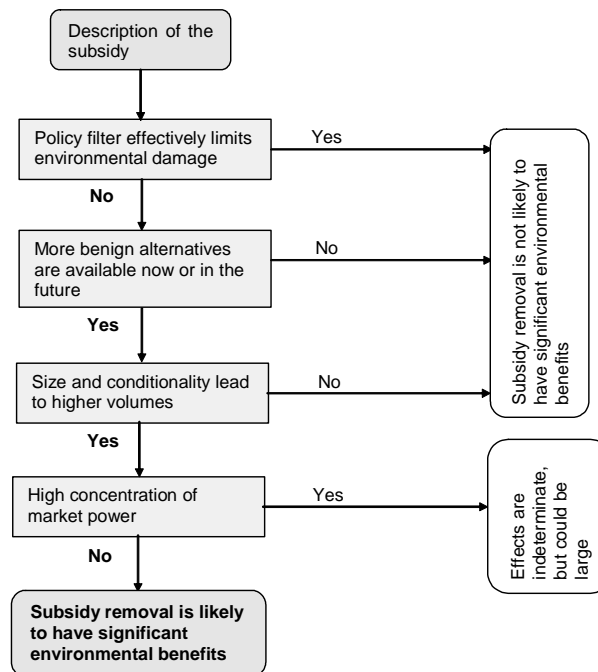 Description of the
subsidy
Policy filter effectively limits
environmental damage
Yes
No
More benign alternatives
are available now or in the
future
No
Yes
Size and conditionality lead
to higher volumes
No
Yes
High concentration of
market power
Yes
No
Subsidy removal is likely
to have significant
environmental benefits
Subsidy removal is not likely to
have significant environmental
benefits
Effects are
indeterminate,
but could be
large